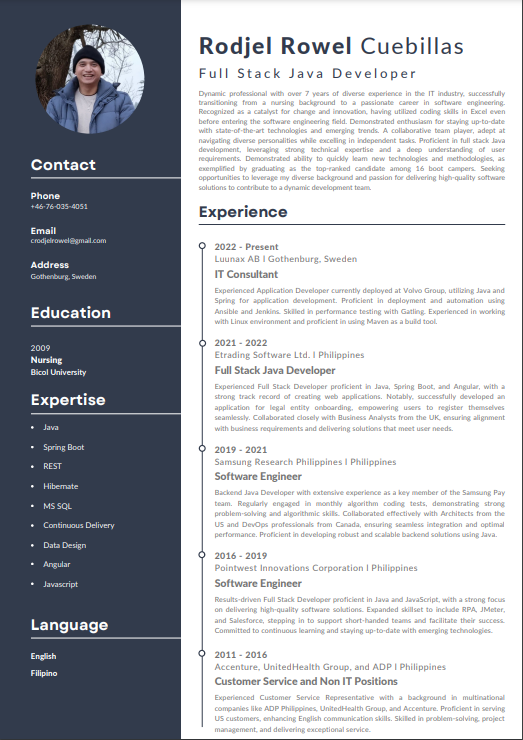 Rodjel Rowel Cuebillas
Full Stack Java Developer
Dynamic professional with over 7 years of diverse experience in the IT industry, successfully
transitioning from a nursing background to a passionate career in software engineering.
Recognized as a catalyst for change and innovation, having utilized coding skills in Excel even
before entering the software engineering field. Demonstrated enthusiasm for staying up-to-date
with state-of-the-art technologies and emerging trends. A collaborative team player, adept at
navigating diverse personalities while excelling in independent tasks. Proficient in full stack Java
development, leveraging strong technical expertise and a deep understanding of user
requirements. Demonstrated ability to quickly learn new technologies and methodologies, as
exemplified by graduating as the top-ranked candidate among 16 boot campers. Seeking
opportunities to leverage my diverse background and passion for delivering high-quality software
solutions to contribute to a dynamic development team.
Contact
Phone
+46-76-035-4051
Email
crodjelrowel@gmail.com
Address
Gothenburg, Sweden
Education
2009
Nursing
Bicol University
Expertise
• Java
• Spring Boot
• REST
• Hibernate
• MS SQL
• Continuous Delivery
• Data Design
• Angular
• Javascript
Language
English
Filipino
Experience
2022 - Present
Luunax AB l Gothenburg, Sweden
IT Consultant
Experienced Application Developer currently deployed at Volvo Group, utilizing Java and
Spring for application development. Proficient in deployment and automation using
Ansible and Jenkins. Skilled in performance testing with Gatling. Experienced in working
with Linux environment and proficient in using Maven as a build tool.
2021 - 2022
Etrading Software Ltd. l Philippines
Full Stack Java Developer
Experienced Full Stack Developer proficient in Java, Spring Boot, and Angular, with a
strong track record of creating web applications. Notably, successfully developed an
application for legal entity onboarding, empowering users to register themselves
seamlessly. Collaborated closely with Business Analysts from the UK, ensuring alignment
with business requirements and delivering solutions that meet user needs.
2019 - 2021
Samsung Research Philippines l Philippines
Software Engineer
Backend Java Developer with extensive experience as a key member of the Samsung Pay
team. Regularly engaged in monthly algorithm coding tests, demonstrating strong
problem-solving and algorithmic skills. Collaborated effectively with Architects from the
US and DevOps professionals from Canada, ensuring seamless integration and optimal
performance. Proficient in developing robust and scalable backend solutions using Java.
2016 - 2019
Pointwest Innovations Corporation l Philippines
Software Engineer
Results-driven Full Stack Developer proficient in Java and JavaScript, with a strong focus
on delivering high-quality software solutions. Expanded skillset to include RPA, JMeter,
and Salesforce, stepping in to support short-handed teams and facilitate their success.
Committed to continuous learning and staying up-to-date with emerging technologies.
2011 - 2016
Accenture, UnitedHealth Group, and ADP l Philippines
Customer Service and Non IT Positions
Experienced Customer Service Representative with a background in multinational
companies like ADP Philippines, UnitedHealth Group, and Accenture. Proficient in serving
US customers, enhancing English communication skills. Skilled in problem-solving, project
management, and delivering exceptional service.